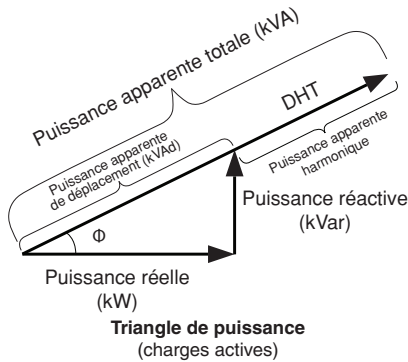 Puissance apparente totale (kVA)
DHT
Puissance apparente
de déplacement (kVAd)
Puissance apparente
harmonique
Φ
Puissance réactive
(kVar)
Puissance réelle
(kW)
Triangle de puissance
(charges actives)